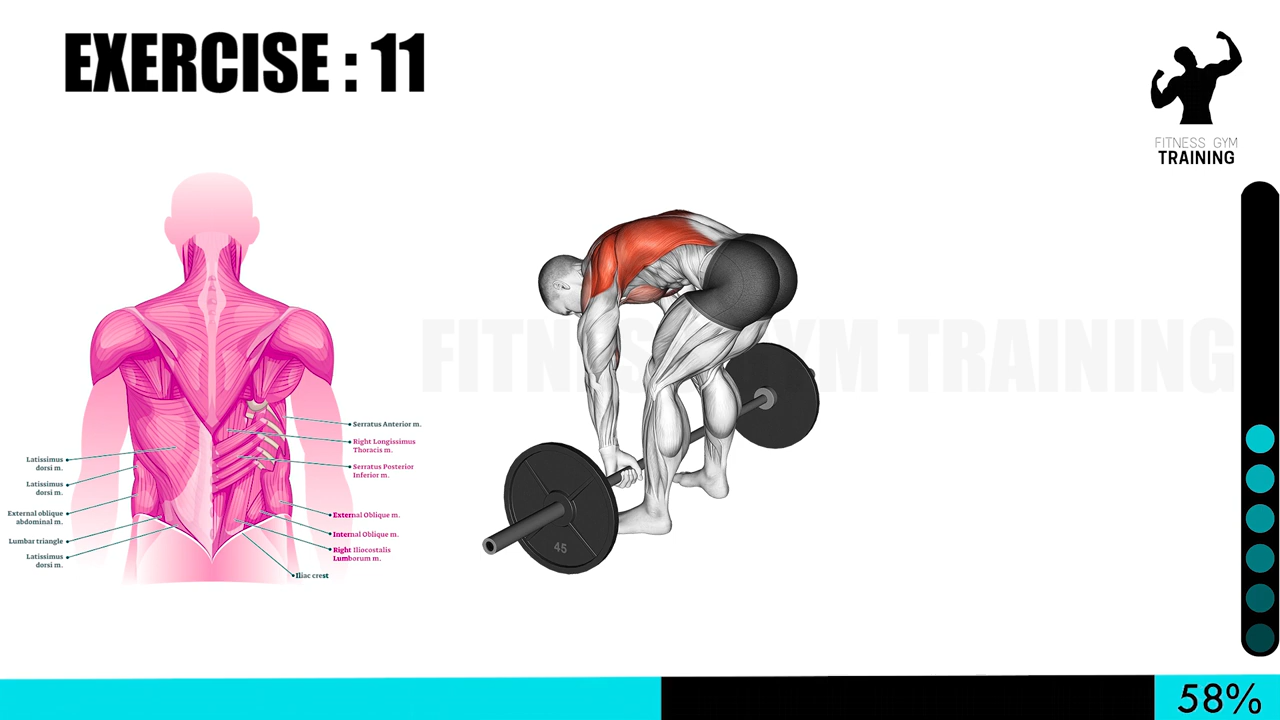 EXERCISE : 11
FITNESS GYM
TRAINING
FITNESS GYM TRAINING
Latissimus
dorsi m.
Latissimus
dorsi m.
External oblique
abdominal m.
Lumbar triangle
Latissimus
dorsi m.
Serratus Anterior m.
Right Longissimus
Thoracis m.
Serratus Posterior
Inferior m.
External Oblique m.
Internal Oblique m.
Right Iliocostalis
Lumborum m.
Iliac crest
45
58%